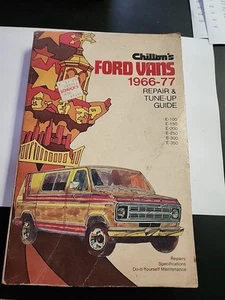 Chilton's
FORD VANS
1966-77
REPAIR &
TUNE-UP
GUIDE
E-100
E-150
E-200
E-250
E-300
E-350
Repairs
Specifications
Do-it-Yourself Maintenance